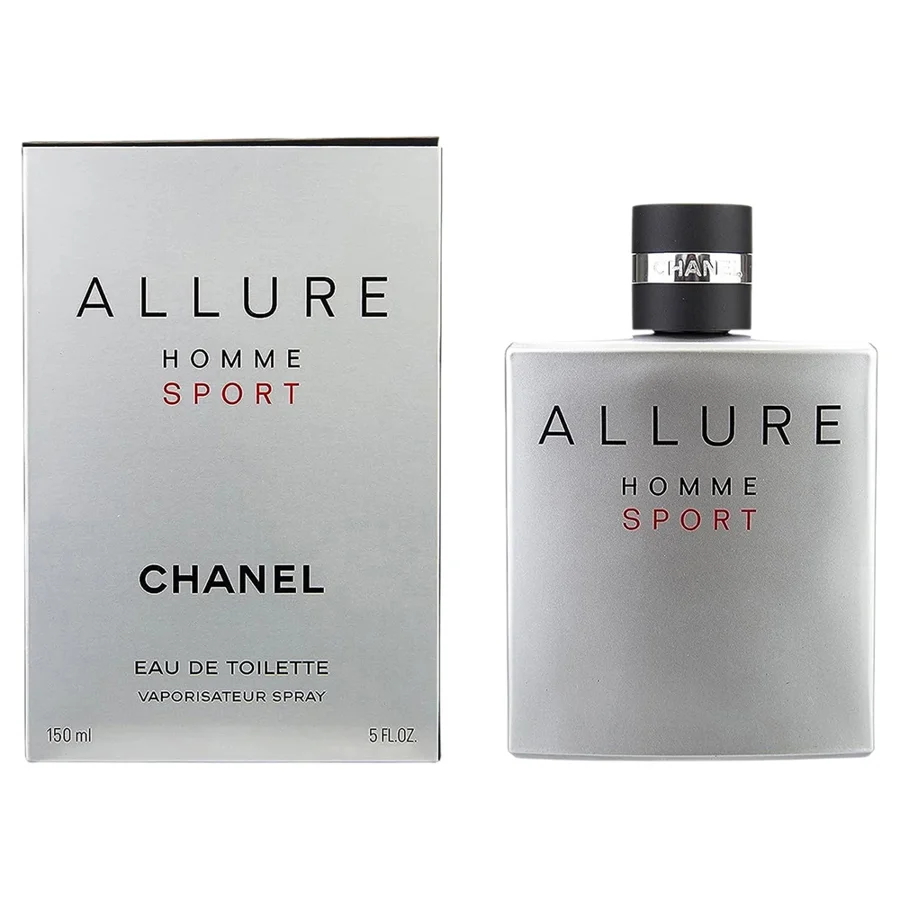 ALLURE
HOMME
SPORT
CHANEL
EAU DE TOILETTE
VAPORISATEUR SPRAY
150 ml 5 FL.OZ.
CHANEL
ALLURE
HOMME
SPORT